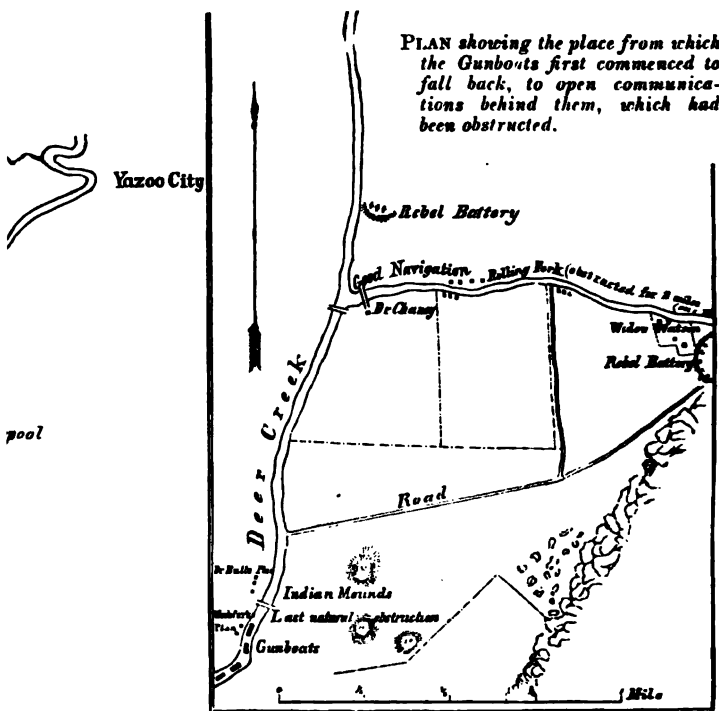 PLAN showing the place from which
the Gunboats first commenced to
fall back, to open communica-
tions behind them, which had
been obstructed.
Yazoo City
Rebel Battery
Good Navigation
Rolling Fork (obstructed for 2 miles
Dr Chaney
Widow Watson
Rebel Battery
pool
Deer Creek
Road
Indian Mounds
Last natural obstruction
Gunboats
0
Mile